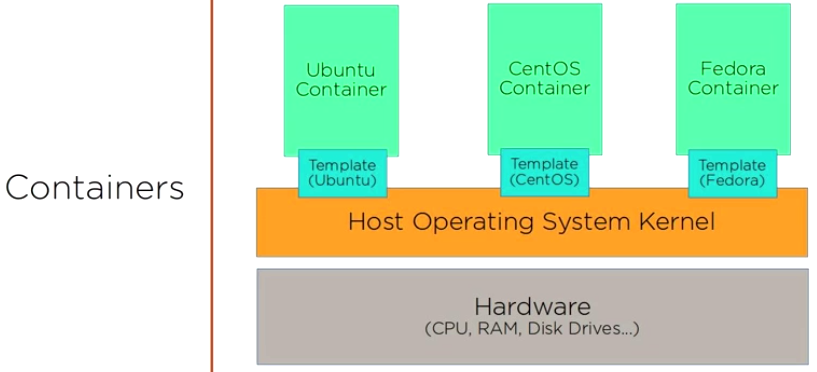 Containers
Ubuntu
Container
CentOS
Container
Fedora
Container
Template
(Ubuntu)
Template
(CentOS)
Template
(Fedora)
Host Operating System Kernel
Hardware
(CPU, RAM, Disk Drives...)